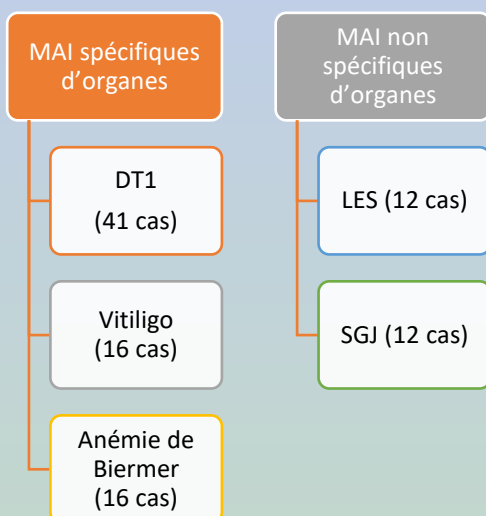 MAI spécifiques
d'organes
DT1
(41 cas)
Vitiligo
(16 cas)
Anémie de
Biermer
(16 cas)
MAI non
spécifiques
d'organes
LES (12 cas)
SGJ (12 cas)